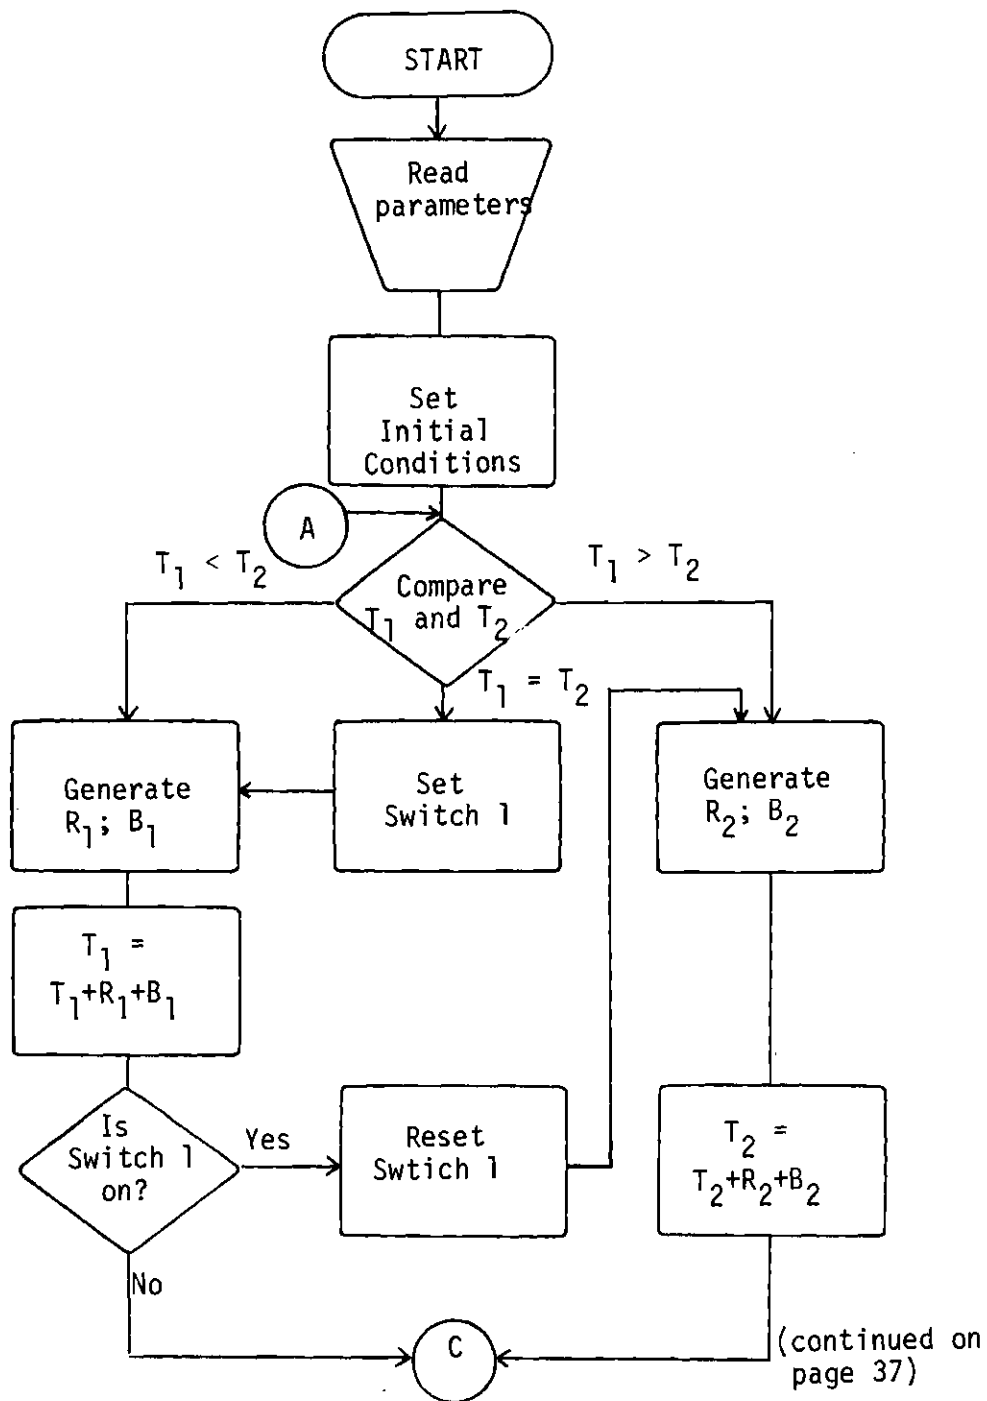 START
Read
parameters
Set
Initial
Conditions
A
T₁ < T₂
T₁ > T₂
Compare
T₁ and T₂
T₁ = T₂
Generate
R₁; B₁
Set
Switch 1
Generate
R₂; B₂
T₁ =
T₁+R₁+B₁
Is
Switch 1
on?
Yes
Reset
Swtich 1
T₂ =
T₂+R₂+B₂
No
C
(continued on
page 37)